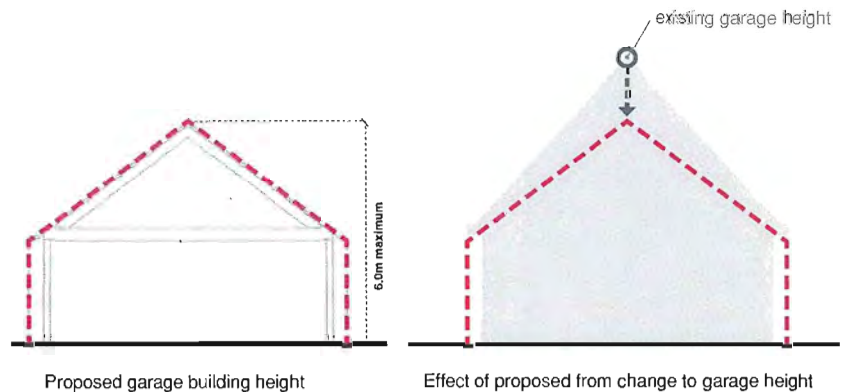 existing garage height
6.0m maximum
Proposed garage building height
Effect of proposed from change to garage height